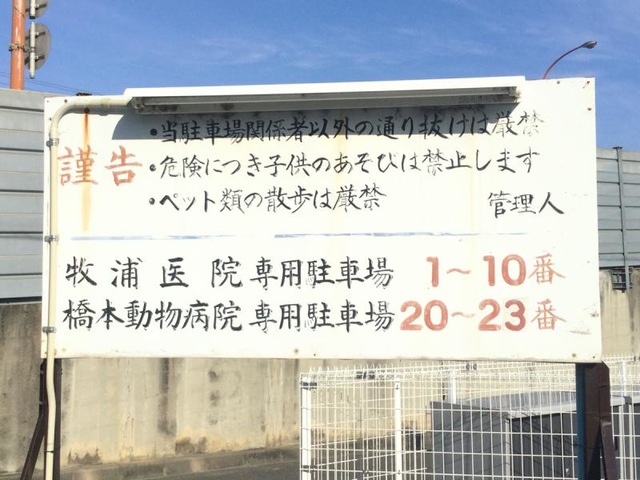 謹告
・当駐車場関係者以外の通り抜けは厳禁
・危険につき子供のあそびは禁止します
・ペット類の散歩は厳禁 管理人
牧浦医院専用駐車場 1〜10番
橋本動物病院専用駐車場 20〜23番